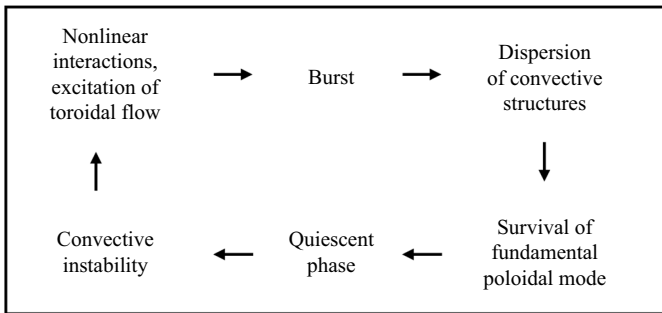 Nonlinear
interactions,
excitation of
toroidal flow
Burst
Dispersion
of convective
structures
Survival of
fundamental
poloidal mode
Quiescent
phase
Convective
instability